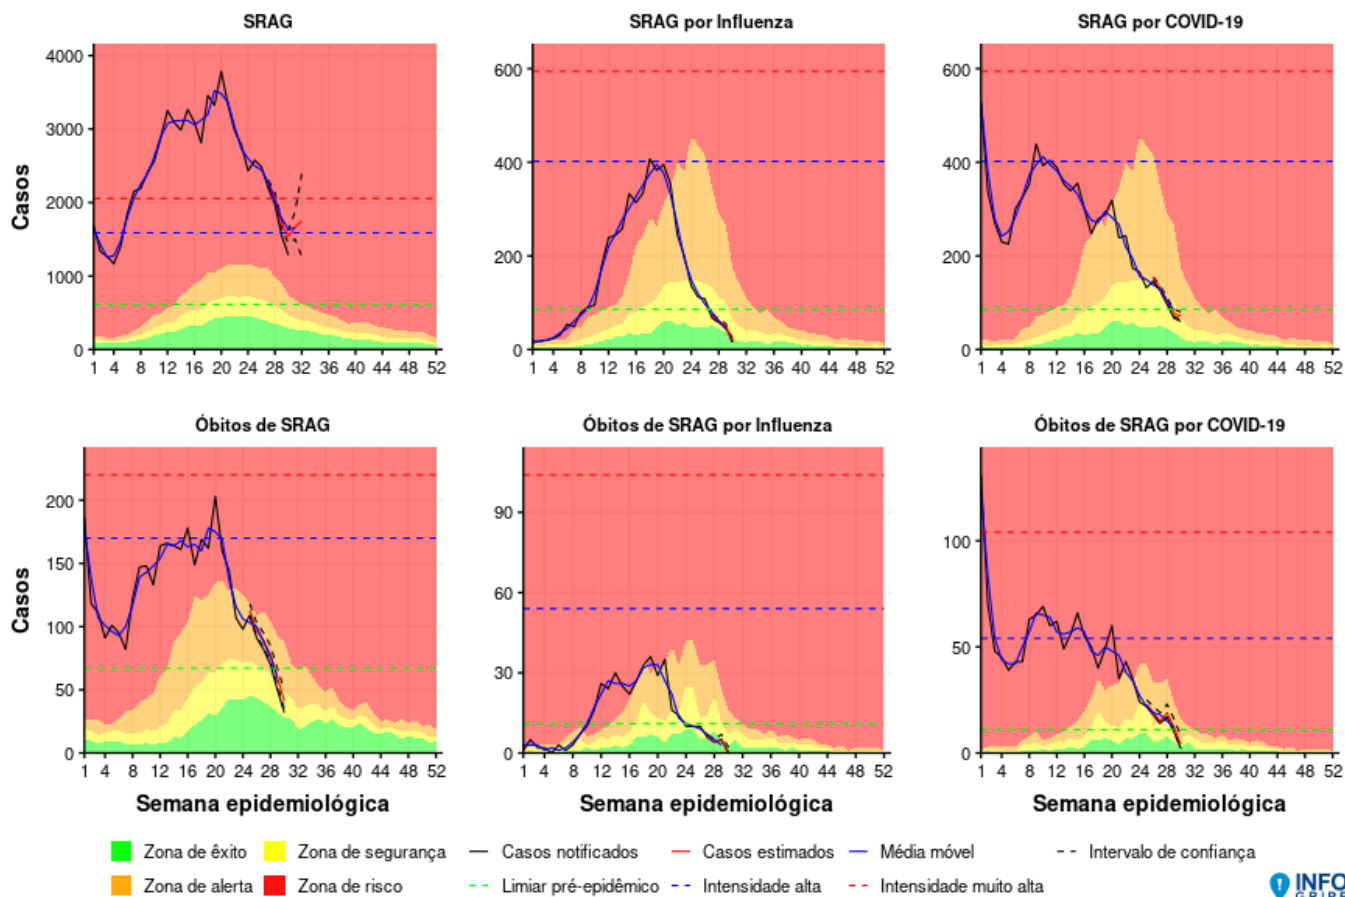 SRAG
SRAG por Influenza
SRAG por COVID-19
Casos
4000
3000
2000
1000
0
1 4 8 12 16 20 24 28 32 36 40 44 48 52
600
400
200
0
1 4 8 12 16 20 24 28 32 36 40 44 48 52
600
400
200
0
1 4 8 12 16 20 24 28 32 36 40 44 48 52
Óbitos de SRAG
Óbitos de SRAG por Influenza
Óbitos de SRAG por COVID-19
Casos
200
150
100
50
0
1 4 8 12 16 20 24 28 32 36 40 44 48 52
90
60
30
0
1 4 8 12 16 20 24 28 32 36 40 44 48 52
100
50
0
1 4 8 12 16 20 24 28 32 36 40 44 48 52
Semana epidemiológica
Semana epidemiológica
Semana epidemiológica
Zona de êxito Zona de segurança Casos notificados Casos estimados Média móvel Intervalo de confiança
Zona de alerta Zona de risco Limiar pré-epidêmico Intensidade alta Intensidade muito alta
INFO